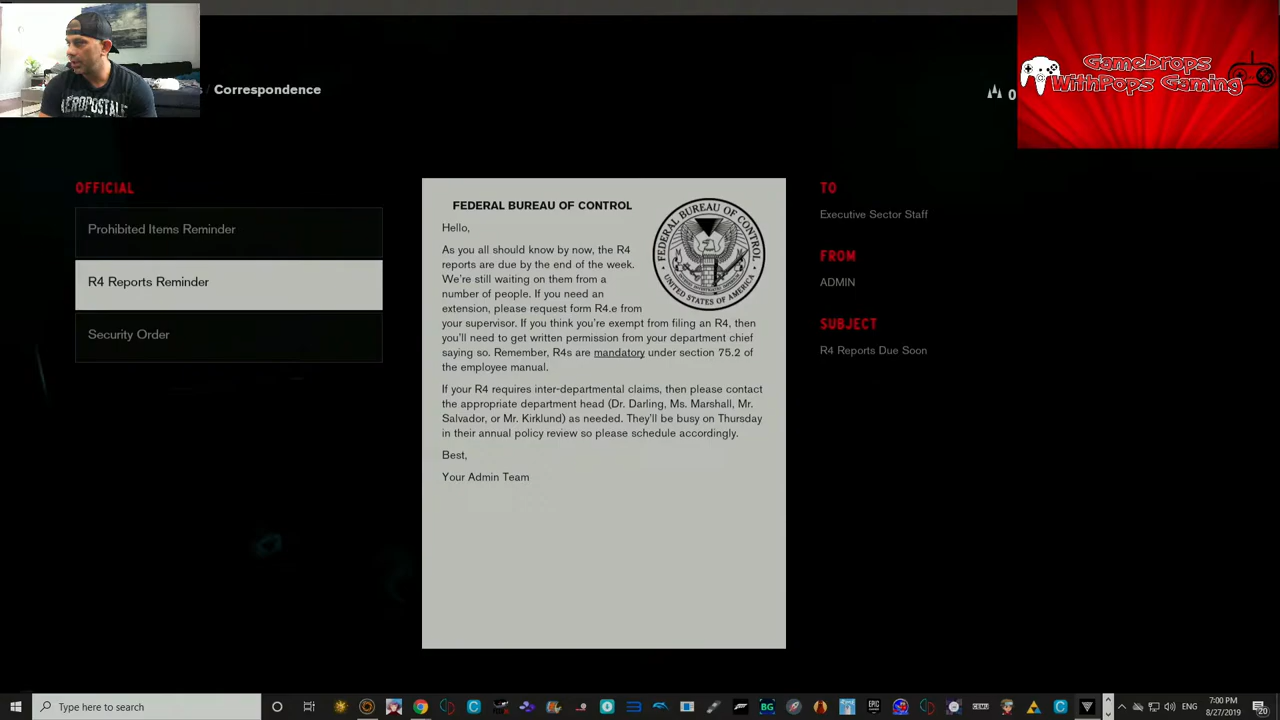 AEROPOSTALE
Correspondence
0
GameDrops
WithPops Gaming
OFFICIAL
Prohibited Items Reminder
R4 Reports Reminder
Security Order
FEDERAL BUREAU OF CONTROL
FEDERAL BUREAU OF CONTROL
UNITED STATES OF AMERICA
Hello,
As you all should know by now, the R4
reports are due by the end of the week.
We're still waiting on them from a
number of people. If you need an
extension, please request form R4.e from
your supervisor. If you think you're exempt from filing an R4, then
you'll need to get written permission from your department chief
saying so. Remember, R4s are mandatory under section 75.2 of
the employee manual.
If your R4 requires inter-departmental claims, then please contact
the appropriate department head (Dr. Darling, Ms. Marshall, Mr.
Salvador, or Mr. Kirklund) as needed. They'll be busy on Thursday
in their annual policy review so please schedule accordingly.
Best,
Your Admin Team
TO
Executive Sector Staff
FROM
ADMIN
SUBJECT
R4 Reports Due Soon
Type here to search
BG
EPIC
ENG
7:00 PM
8/27/2019
20